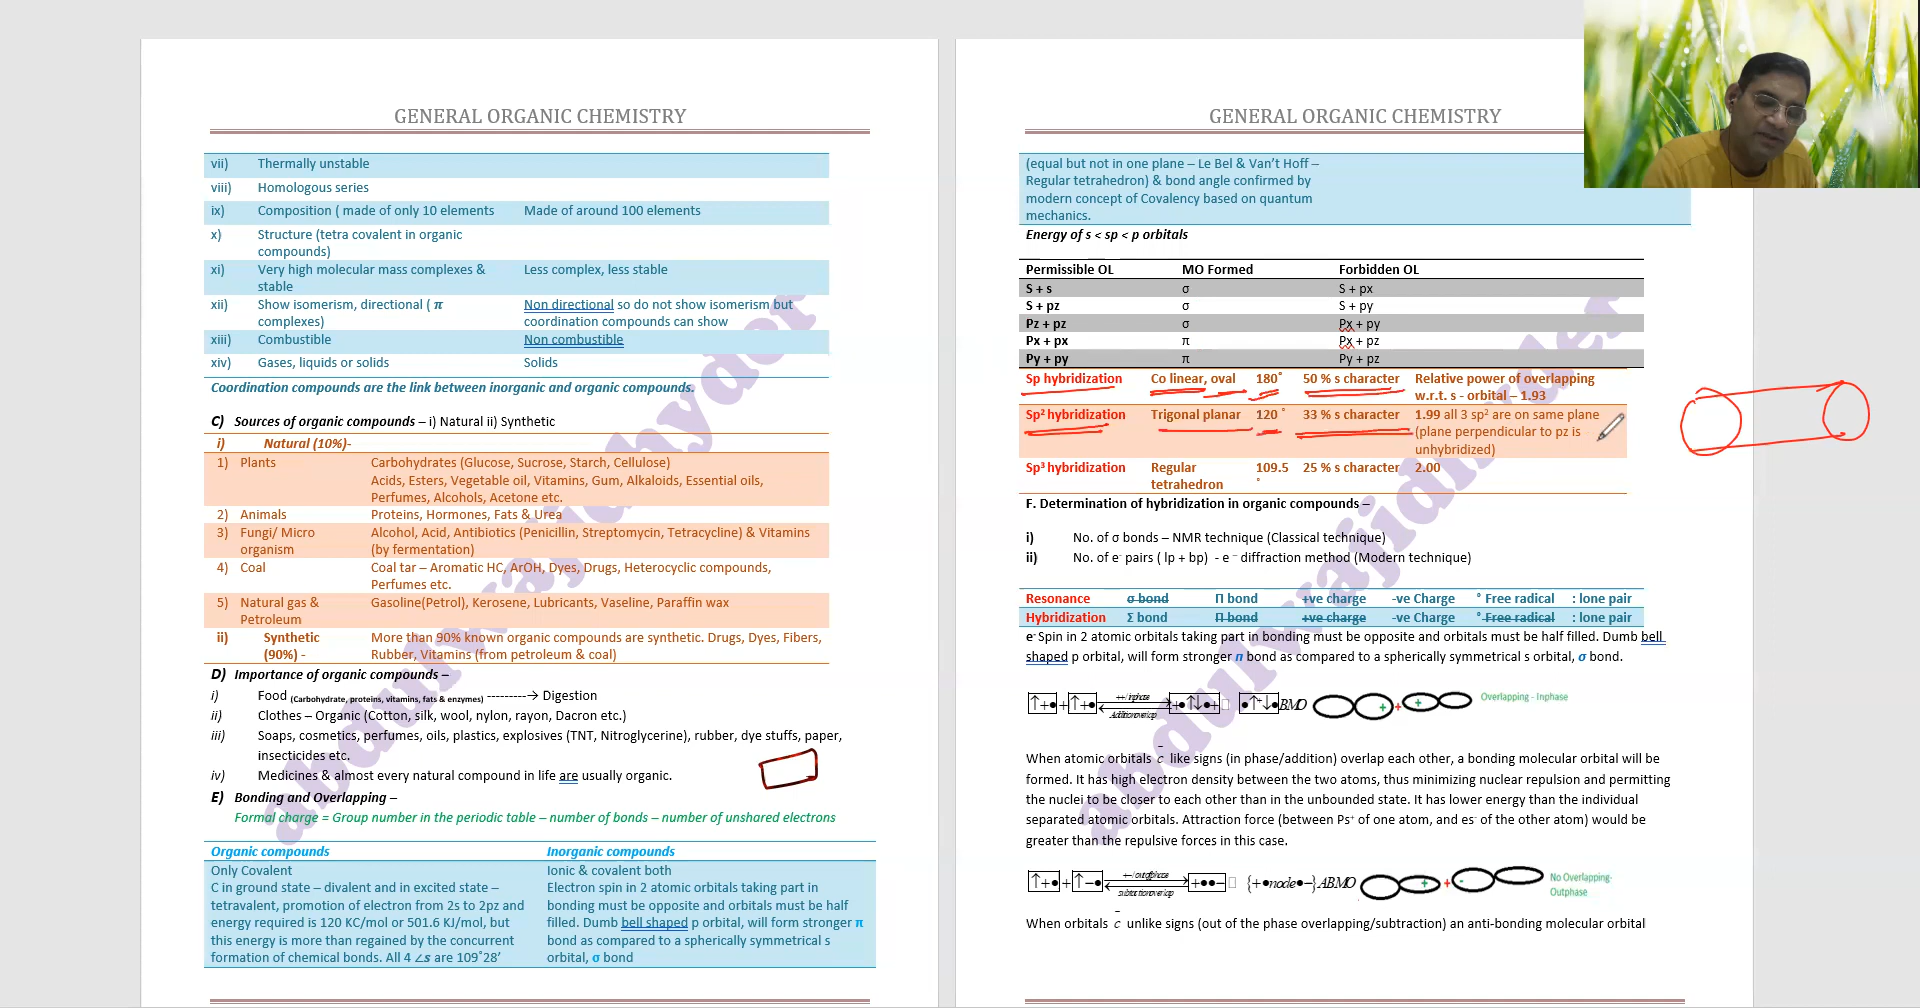 GENERAL ORGANIC CHEMISTRY
vii) Thermally unstable
viii) Homologous series
ix) Composition ( made of only 10 elements Made of around 100 elements
x) Structure (tetra covalent in organic
compounds)
xi) Very high molecular mass complexes & Less complex, less stable
stable
xii) Show isomerism, directional ( π Non directional so do not show isomerism but
complexes) coordination compounds can show
xiii) Combustible Non combustible
xiv) Gases, liquids or solids Solids
Coordination compounds are the link between inorganic and organic compounds.
C) Sources of organic compounds – i) Natural ii) Synthetic
i) Natural (10%)-
1) Plants Carbohydrates (Glucose, Sucrose, Starch, Cellulose)
Acids, Esters, Vegetable oil, Vitamins, Gum, Alkaloids, Essential oils,
Perfumes, Alcohols, Acetone etc.
2) Animals Proteins, Hormones, Fats & Urea
3) Fungi/ Micro Alcohol, Acid, Antibiotics (Penicillin, Streptomycin, Tetracycline) & Vitamins
organism (by fermentation)
4) Coal Coal tar – Aromatic HC, ArOH, Dyes, Drugs, Heterocyclic compounds,
Perfumes etc.
5) Natural gas & Gasoline(Petrol), Kerosene, Lubricants, Vaseline, Paraffin wax
Petroleum
ii) Synthetic More than 90% known organic compounds are synthetic. Drugs, Dyes, Fibers,
(90%) - Rubber, Vitamins (from petroleum & coal)
D) Importance of organic compounds –
i) Food (Carbohydrate, proteins, vitamins, fats & enzymes) ---------→ Digestion
ii) Clothes – Organic (Cotton, silk, wool, nylon, rayon, Dacron etc.)
iii) Soaps, cosmetics, perfumes, oils, plastics, explosives (TNT, Nitroglycerine), rubber, dye stuffs, paper,
insecticides etc.
iv) Medicines & almost every natural compound in life are usually organic.
E) Bonding and Overlapping –
Formal charge = Group number in the periodic table – number of bonds – number of unshared electrons
Organic compounds Inorganic compounds
Only Covalent Ionic & covalent both
C in ground state – divalent and in excited state – Electron spin in 2 atomic orbitals taking part in
tetravalent, promotion of electron from 2s to 2pz and bonding must be opposite and orbitals must be half
energy required is 120 KC/mol or 501.6 KJ/mol, but filled. Dumb bell shaped p orbital, will form stronger π
this energy is more than regained by the concurrent bond as compared to a spherically symmetrical s
formation of chemical bonds. All 4 ∠s are 109˚28’ orbital, σ bond
abdulwajidhyder
GENERAL ORGANIC CHEMISTRY
(equal but not in one plane – Le Bel & Van’t Hoff –
Regular tetrahedron) & bond angle confirmed by
modern concept of Covalency based on quantum
mechanics.
Energy of s < sp < p orbitals
Permissible OL MO Formed Forbidden OL
S + s σ S + px
S + pz σ S + py
Pz + pz σ Px + py
Px + px π Px + pz
Py + py π Py + pz
Sp hybridization Co linear, oval 180˚ 50 % s character Relative power of overlapping
w.r.t. s - orbital – 1.93
Sp² hybridization Trigonal planar 120 ˚ 33 % s character 1.99 all 3 sp² are on same plane
(plane perpendicular to pz is
unhybridized)
Sp³ hybridization Regular 109.5 25 % s character 2.00
tetrahedron ˚
F. Determination of hybridization in organic compounds –
i) No. of σ bonds – NMR technique (Classical technique)
ii) No. of e⁻ pairs ( lp + bp) - e⁻ diffraction method (Modern technique)
Resonance σ bond Π bond +ve charge -ve Charge ˚ Free radical : lone pair
Hybridization Σ bond Π bond +ve charge -ve Charge ˚ Free radical : lone pair
e⁻ Spin in 2 atomic orbitals taking part in bonding must be opposite and orbitals must be half filled. Dumb bell
shaped p orbital, will form stronger π bond as compared to a spherically symmetrical s orbital, σ bond.
BMO Overlapping - Inphase
When atomic orbitals c̄ like signs (in phase/addition) overlap each other, a bonding molecular orbital will be
formed. It has high electron density between the two atoms, thus minimizing nuclear repulsion and permitting
the nuclei to be closer to each other than in the unbounded state. It has lower energy than the individual
separated atomic orbitals. Attraction force (between Ps⁺ of one atom, and es⁻ of the other atom) would be
greater than the repulsive forces in this case.
node ABMO No Overlapping-
Outphase
When orbitals c̄ unlike signs (out of the phase overlapping/subtraction) an anti-bonding molecular orbital